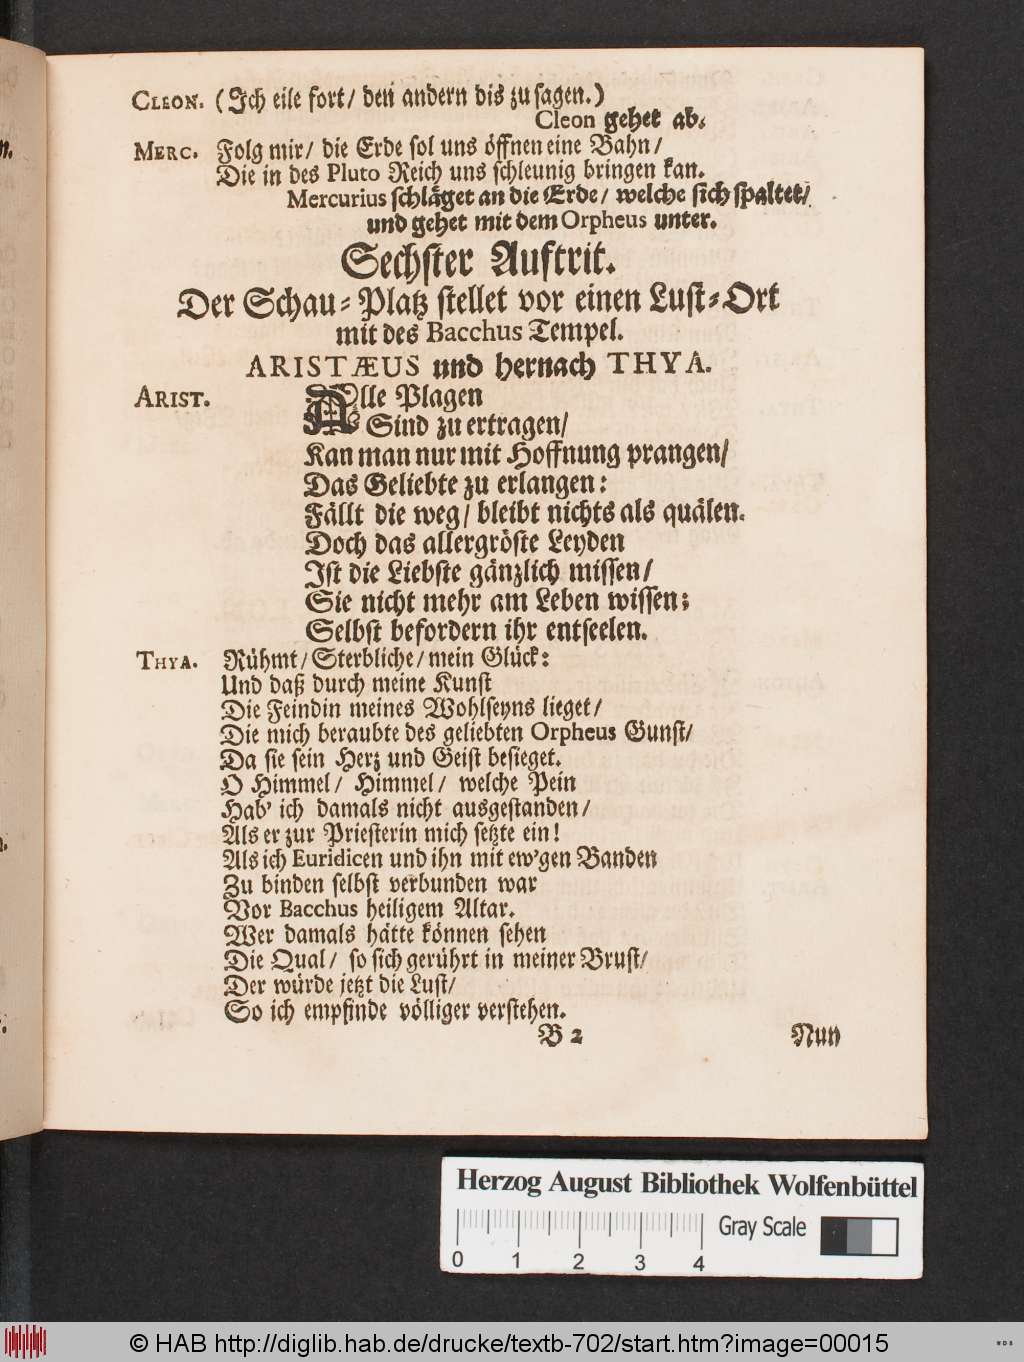 CLEON. (Ich eile fort/ den andern dis zu sagen.)
Cleon gehet ab.
MERC. Folg mir/ die Erde sol uns öffnen eine Bahn/
Die in des Pluto Reich uns schleunig bringen kan.
Mercurius schläget an die Erde/ welche sich spaltet/
und gehet mit dem Orpheus unter.
Sechster Auftrit.
Der Schau-Platz stellet vor einen Lust-Ort
mit des Bacchus Tempel.
ARISTÆUS und hernach THYA.
ARIST. Alle Plagen
Sind zu ertragen/
Kan man nur mit Hoffnung prangen/
Das Geliebte zu erlangen:
Fällt die weg/ bleibt nichts als quälen.
Doch das allergröste Leyden
Ist die Liebste gänzlich missen/
Sie nicht mehr am Leben wissen;
Selbst befordern ihr entseelen.
THYA. Rühmt/ Sterbliche/ mein Glück:
Und daß durch meine Kunst
Die Feindin meines Wohlseyns lieget/
Die mich beraubte des geliebten Orpheus Gunst/
Da sie sein Herz und Geist besieget.
O Himmel/ Himmel/ welche Pein
Hab' ich damals nicht ausgestanden/
Als er zur Priesterin mich setzte ein!
Als ich Euridicen und ihn mit ew'gen Banden
Zu binden selbst verbunden war
Vor Bacchus heiligem Altar.
Wer damals hätte können sehen
Die Qual/ so sich gerührt in meiner Brust/
Der würde jetzt die Lust/
So ich empfinde völliger verstehen.
B 2 Nun
Herzog August Bibliothek Wolfenbüttel
Gray Scale
0 1 2 3 4
© HAB http://diglib.hab.de/drucke/textb-702/start.htm?image=00015